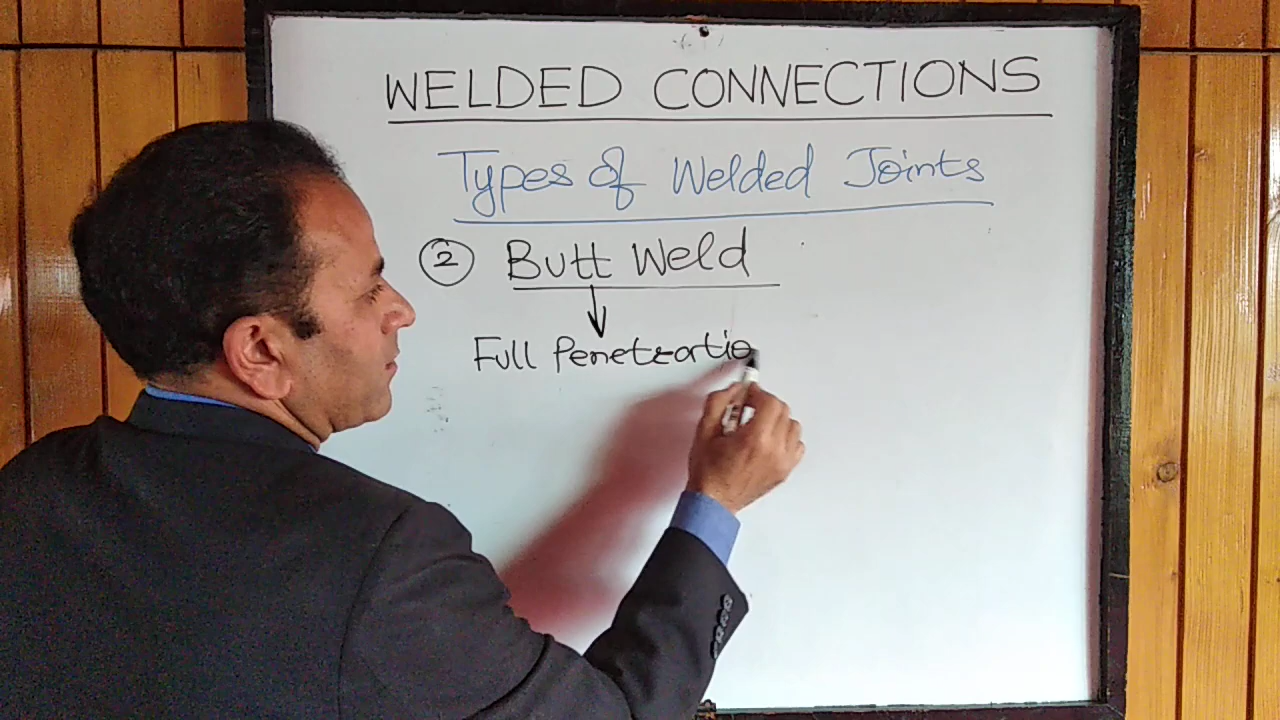 WELDED CONNECTIONS
Types of Welded Joints
② Butt Weld
Full Penetratio